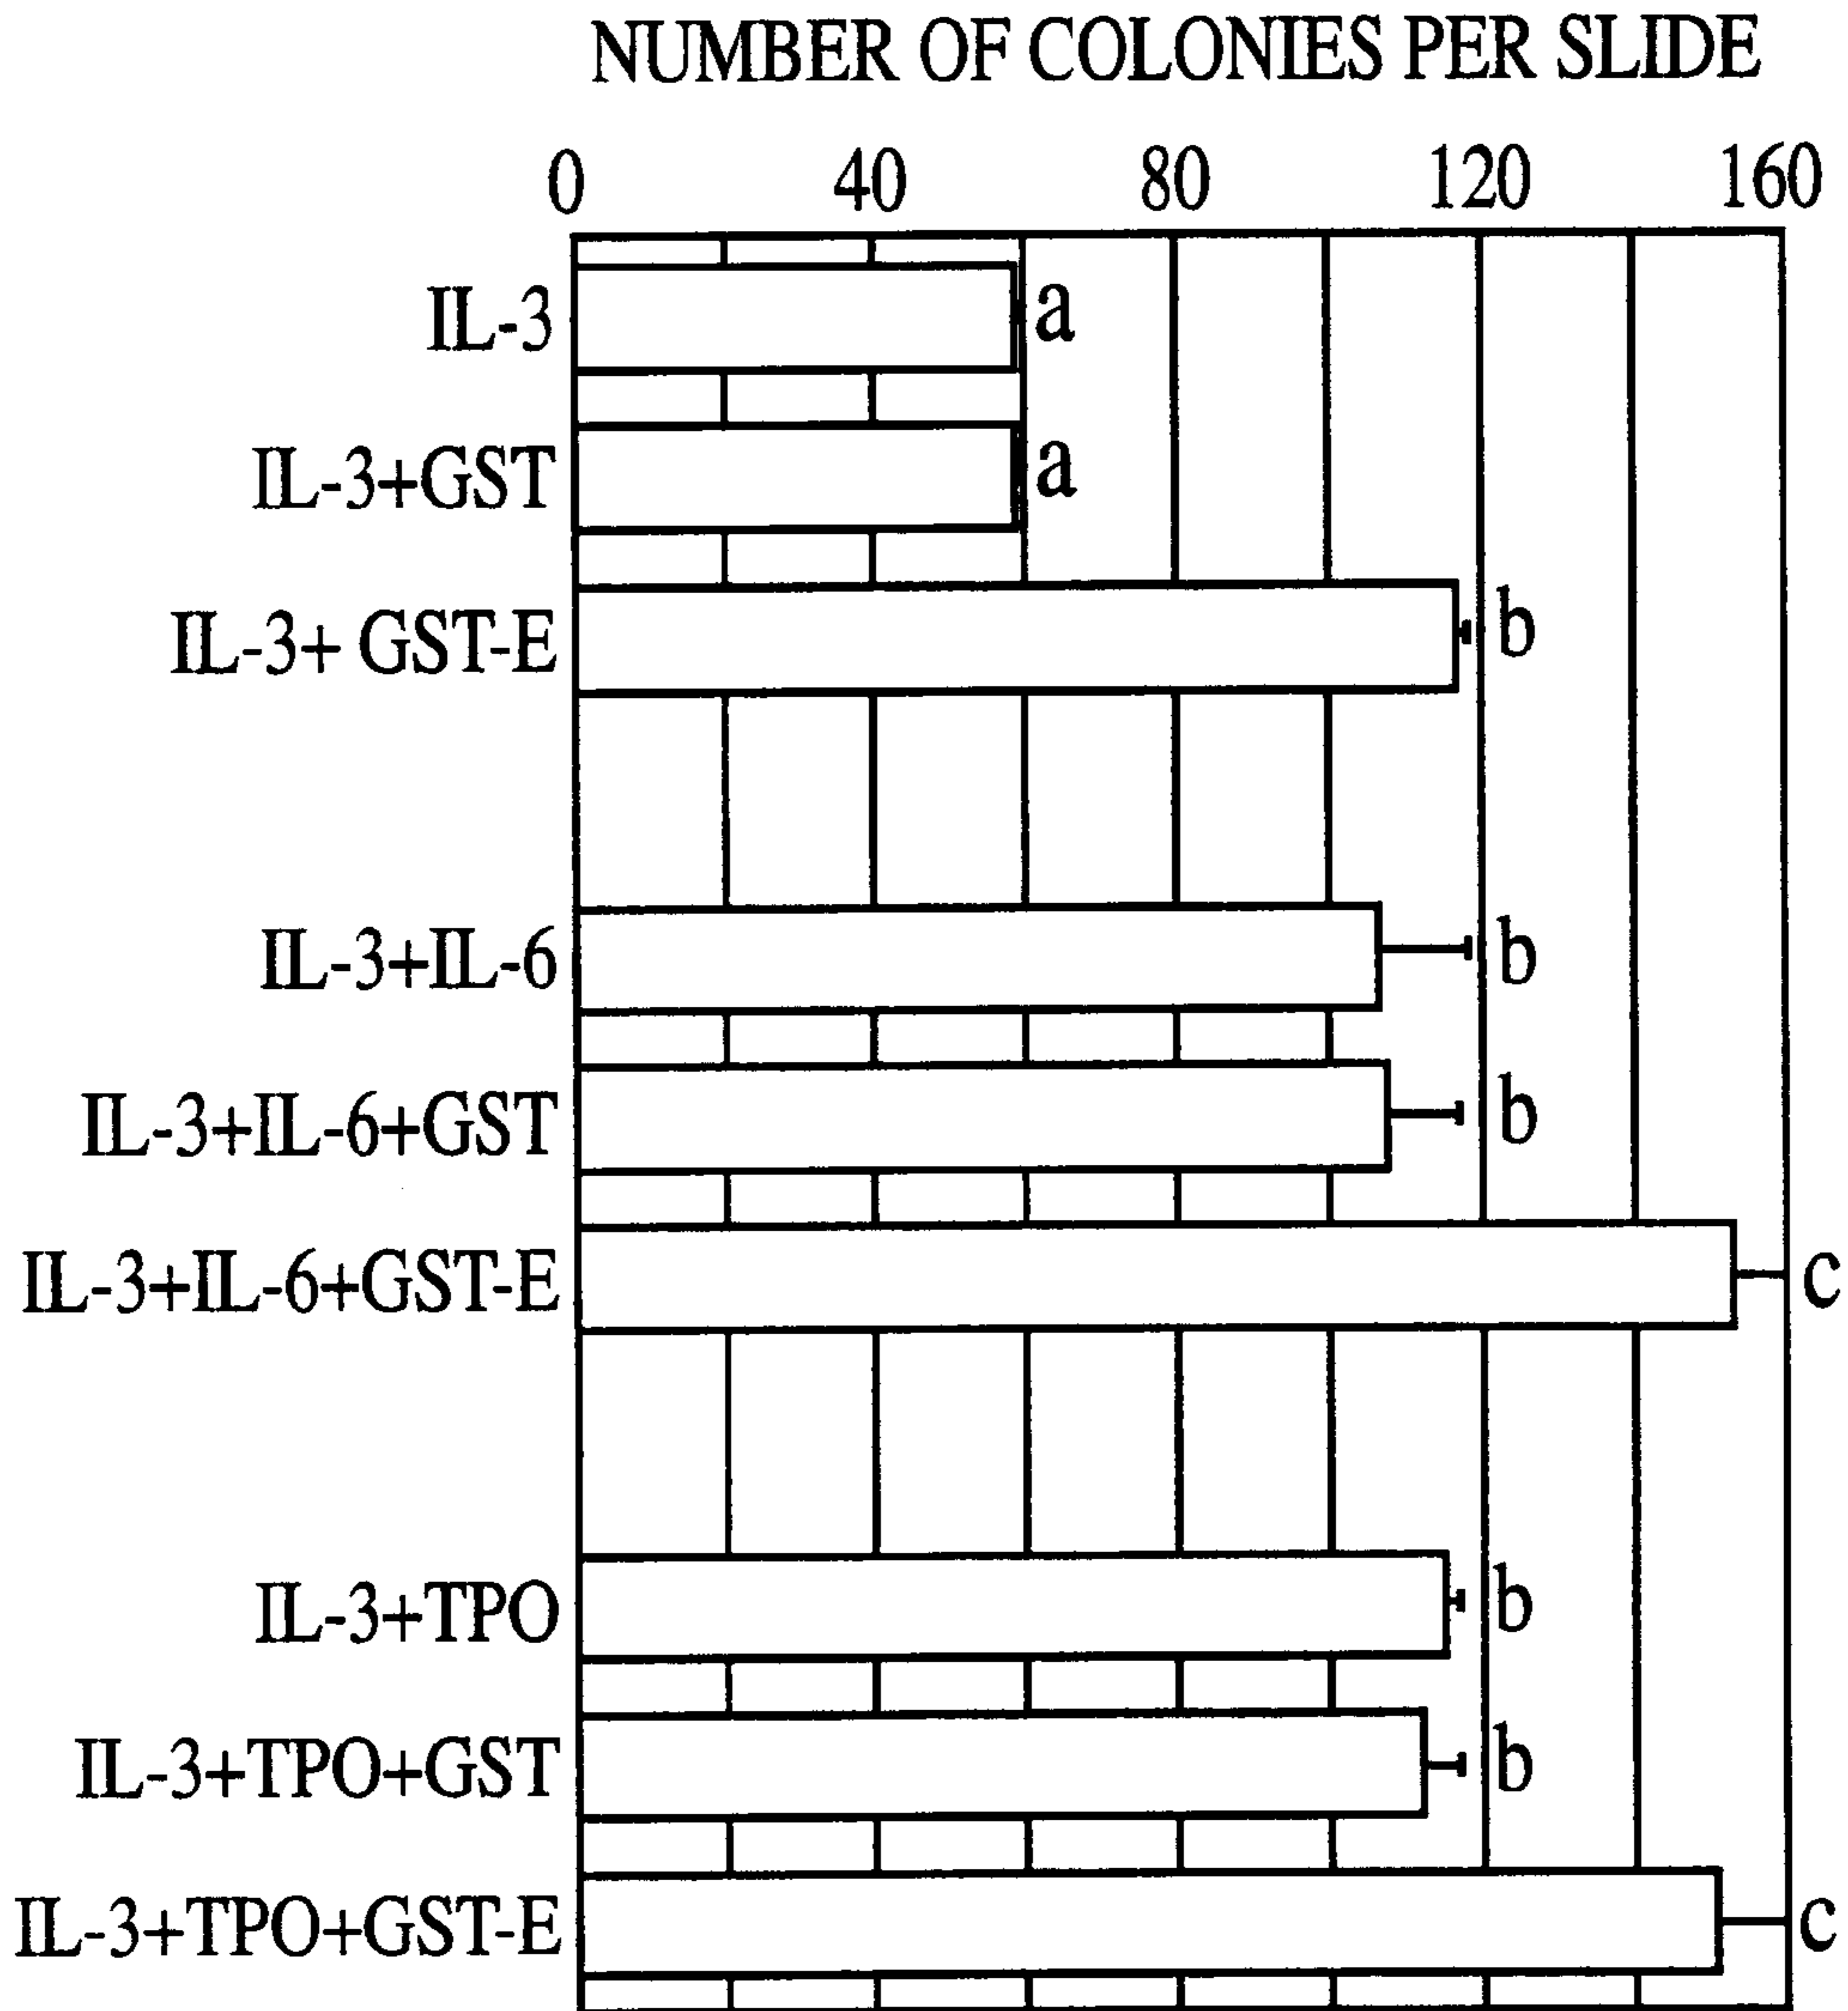 NUMBER OF COLONIES PER SLIDE
0 40 80 120 160
IL-3 a
IL-3+GST a
IL-3+ GST-E b
IL-3+IL-6 b
IL-3+IL-6+GST b
IL-3+IL-6+GST-E c
IL-3+TPO b
IL-3+TPO+GST b
IL-3+TPO+GST-E c